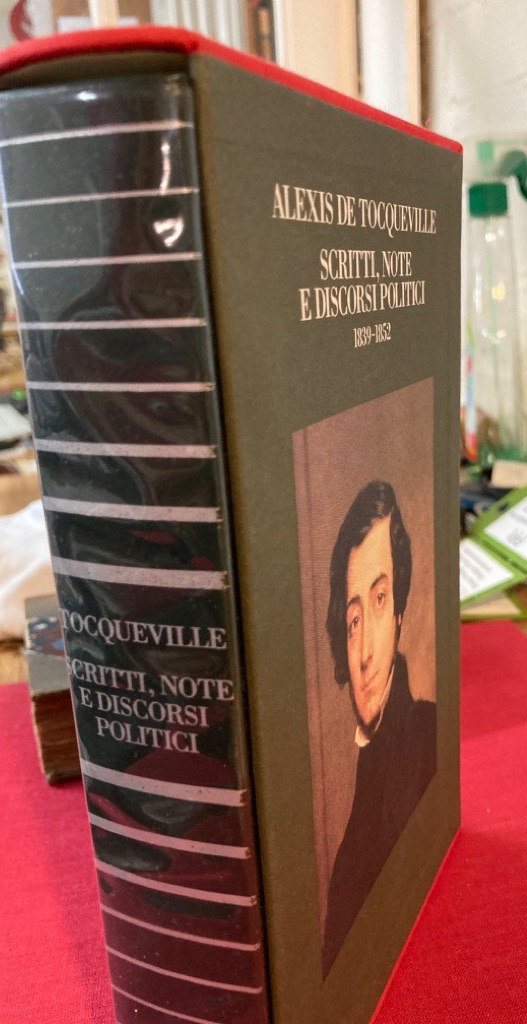 ALEXIS DE TOCQUEVILLE
SCRITTI, NOTE
E DISCORSI POLITICI
1839-1852
TOCQUEVILLE
SCRITTI, NOTE
E DISCORSI
POLITICI